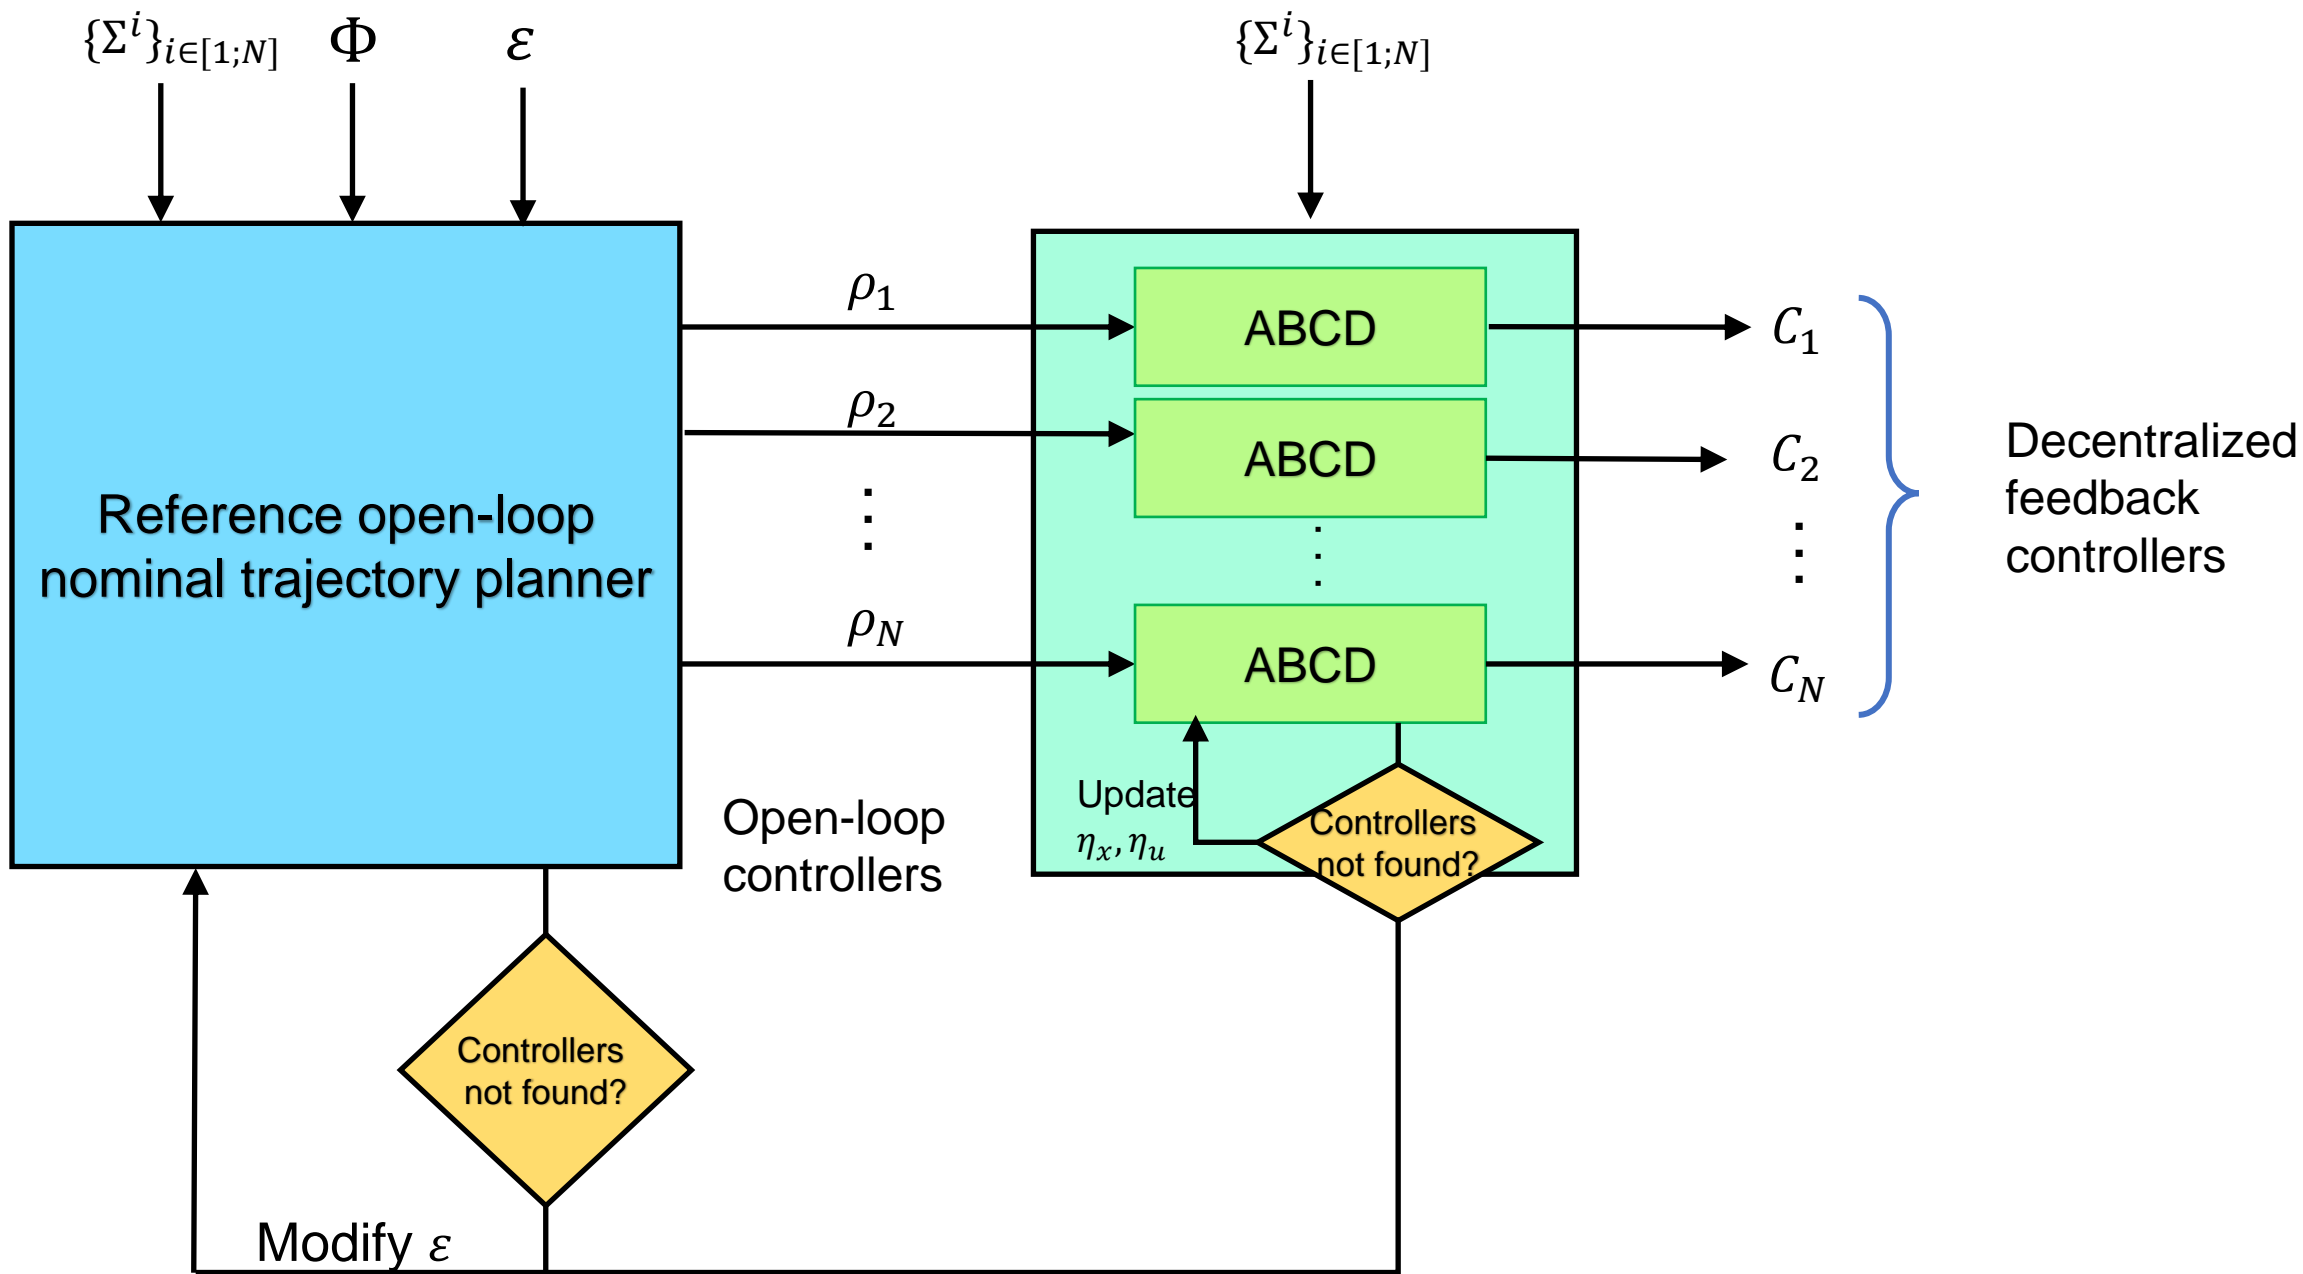 {Σ^i}_{i∈[1;N]}
Φ
ε
{Σ^i}_{i∈[1;N]}
Reference open-loop
nominal trajectory planner
ρ_1
ρ_2
⋮
ρ_N
Open-loop
controllers
ABCD
ABCD
⋮
ABCD
Update
η_x, η_u
Controllers
not found?
C_1
C_2
⋮
C_N
Decentralized
feedback
controllers
Controllers
not found?
Modify ε